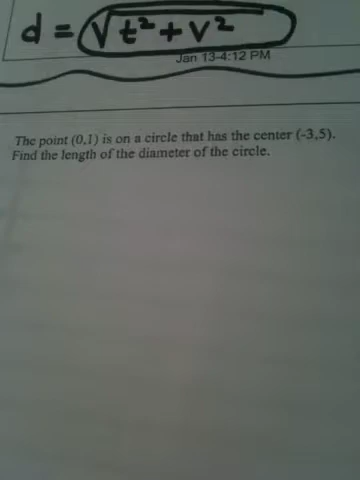 d = √t² + v²
Jan 13-4:12 PM
The point (0,1) is on a circle that has the center (-3,5).
Find the length of the diameter of the circle.